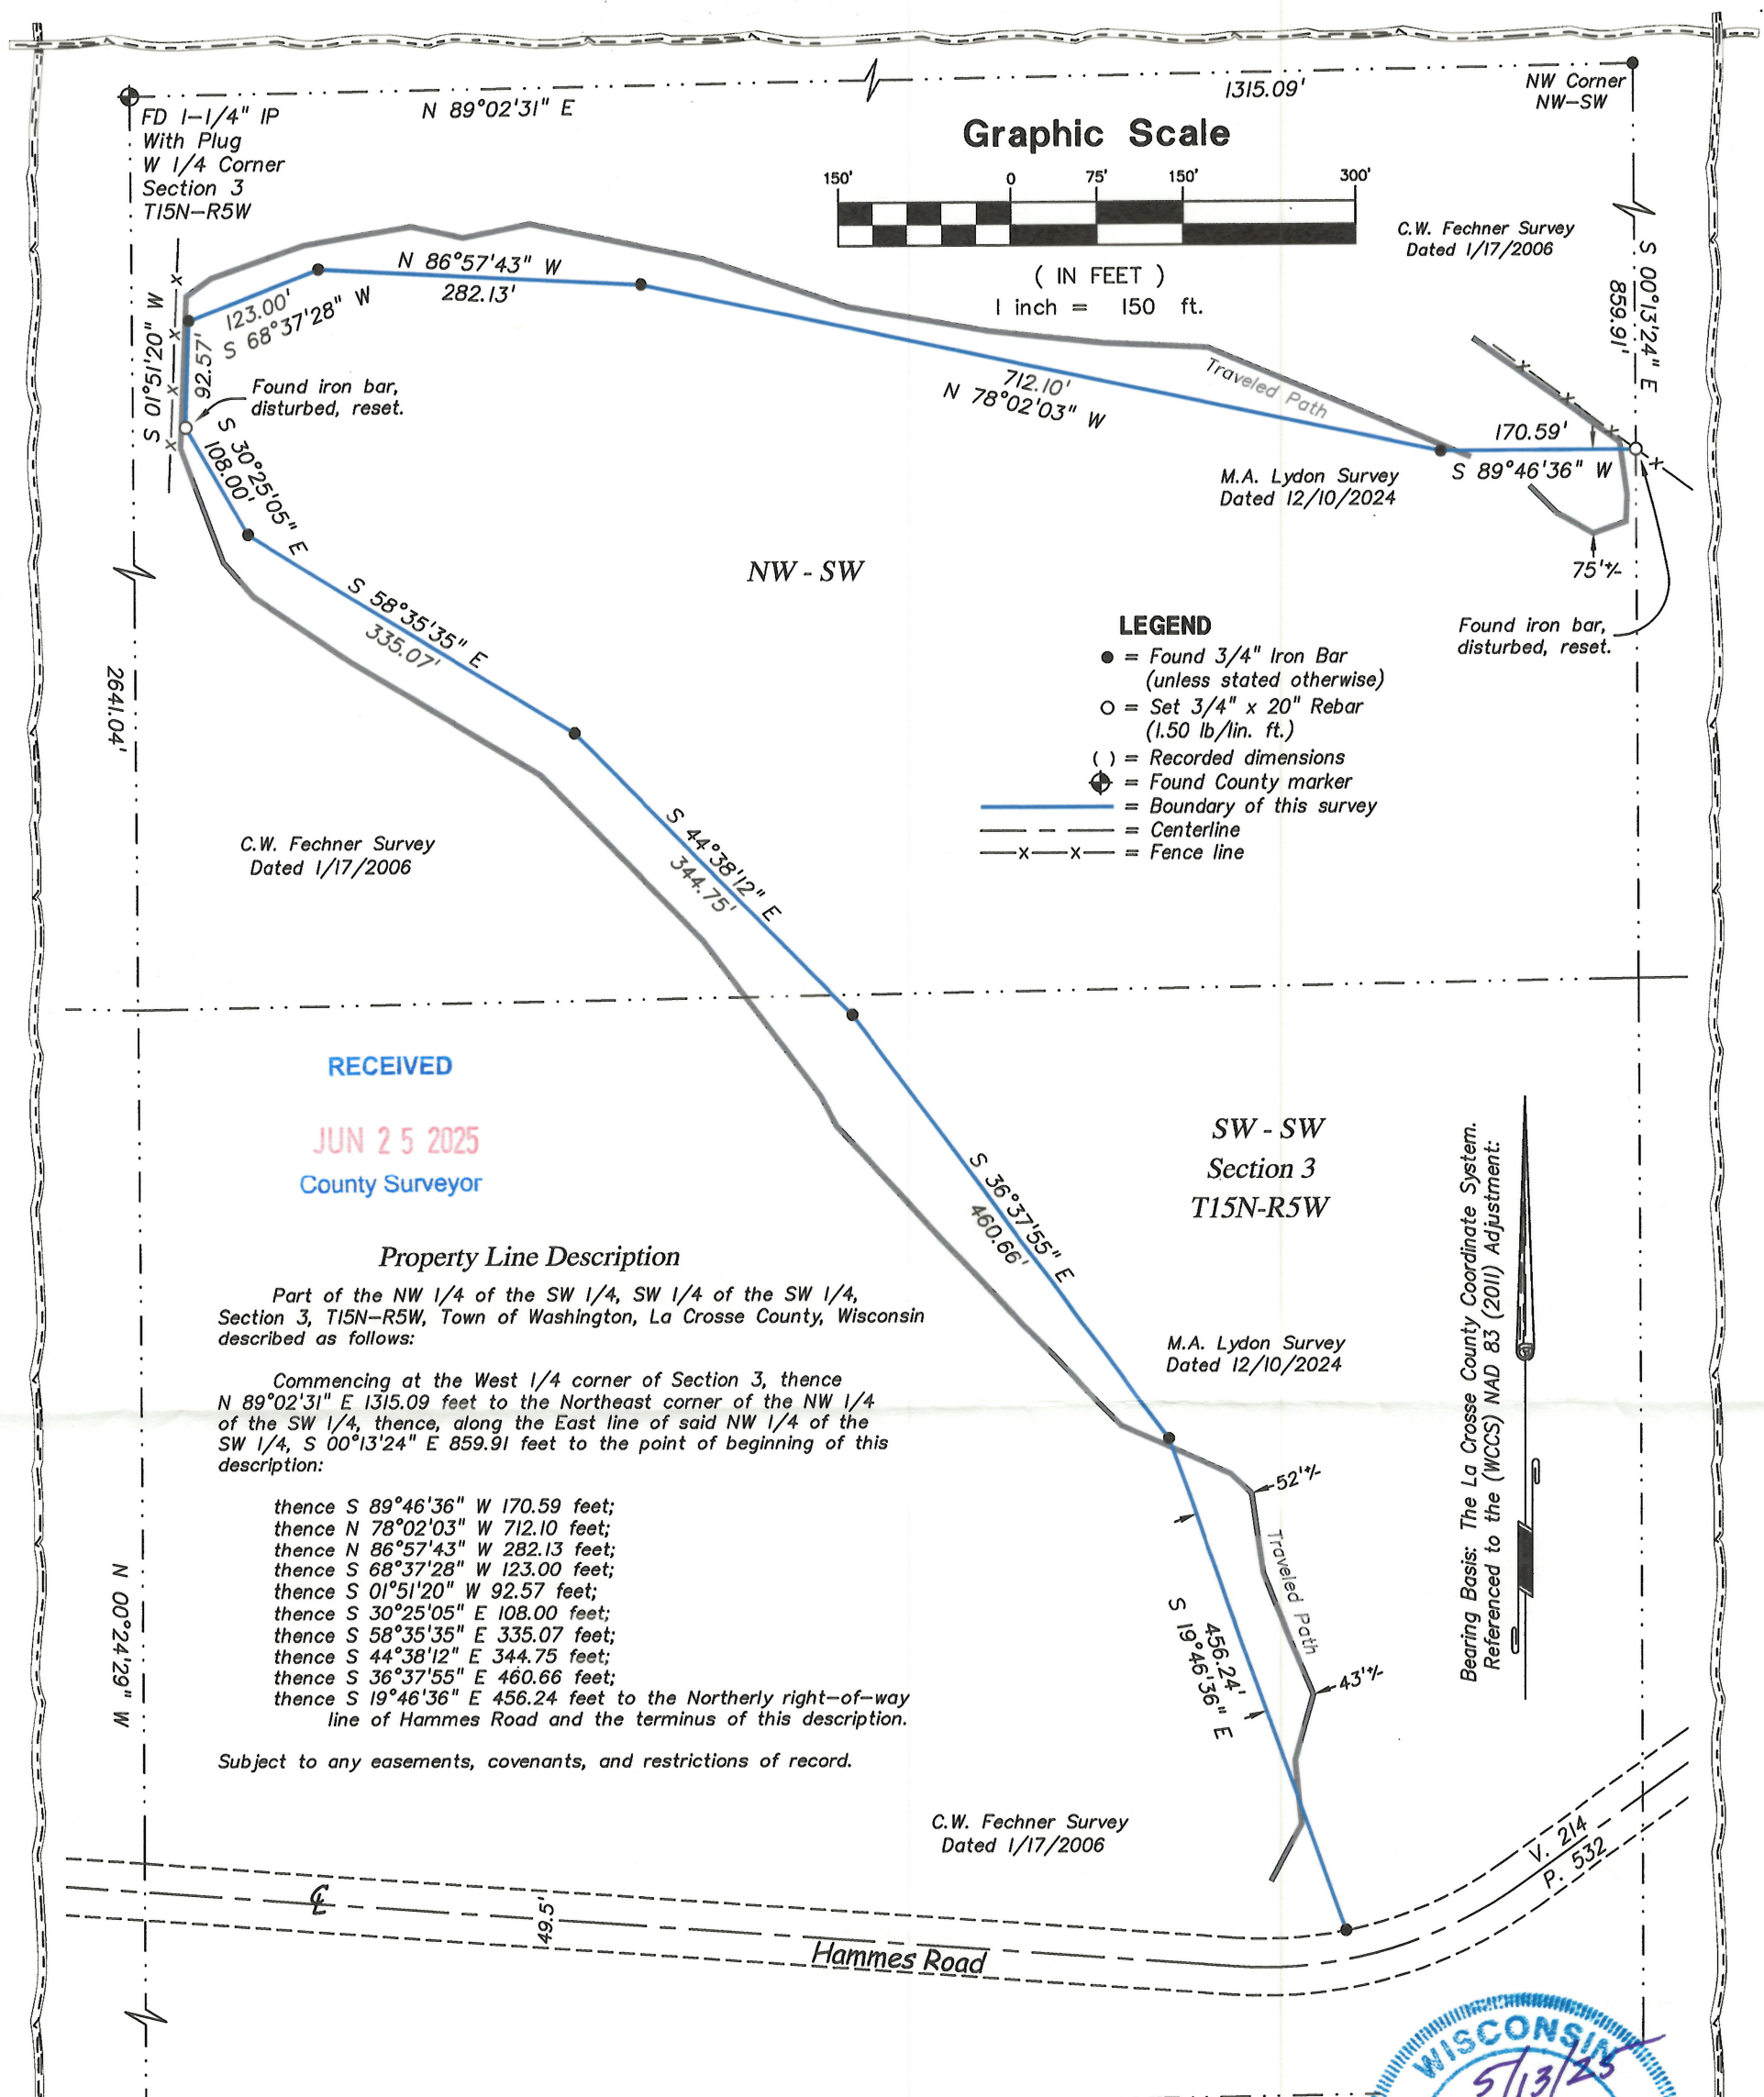 N 89°02'31" E
1315.09'
NW Corner
NW-SW
FD 1-1/4" IP
With Plug
W 1/4 Corner
Section 3
T15N-R5W
Graphic Scale
150' 0 75' 150' 300'
( IN FEET )
1 inch = 150 ft.
C.W. Fechner Survey
Dated 1/17/2006
S 00°13'24" E
859.91'
N 86°57'43" W
282.13'
123.00'
S 68°37'28" W
S 01°51'20" W
92.57'
Found iron bar,
disturbed, reset.
S 30°25'05" E
108.00'
712.10'
N 78°02'03" W
Traveled Path
170.59'
S 89°46'36" W
M.A. Lydon Survey
Dated 12/10/2024
75'+/-
Found iron bar,
disturbed, reset.
NW - SW
S 58°35'35" E
335.07'
LEGEND
= Found 3/4" Iron Bar
(unless stated otherwise)
= Set 3/4" x 20" Rebar
(1.50 lb/lin. ft.)
( ) = Recorded dimensions
= Found County marker
= Boundary of this survey
= Centerline
= Fence line
2641.04'
C.W. Fechner Survey
Dated 1/17/2006
S 44°38'12" E
344.75'
RECEIVED
JUN 25 2025
County Surveyor
S 36°37'55" E
460.66'
SW - SW
Section 3
T15N-R5W
Bearing Basis: The La Crosse County Coordinate System.
Referenced to the (WCCS) NAD 83 (2011) Adjustment:
Property Line Description
Part of the NW 1/4 of the SW 1/4, SW 1/4 of the SW 1/4,
Section 3, T15N-R5W, Town of Washington, La Crosse County, Wisconsin
described as follows:
Commencing at the West 1/4 corner of Section 3, thence
N 89°02'31" E 1315.09 feet to the Northeast corner of the NW 1/4
of the SW 1/4, thence, along the East line of said NW 1/4 of the
SW 1/4, S 00°13'24" E 859.91 feet to the point of beginning of this
description:
thence S 89°46'36" W 170.59 feet;
thence N 78°02'03" W 712.10 feet;
thence N 86°57'43" W 282.13 feet;
thence S 68°37'28" W 123.00 feet;
thence S 01°51'20" W 92.57 feet;
thence S 30°25'05" E 108.00 feet;
thence S 58°35'35" E 335.07 feet;
thence S 44°38'12" E 344.75 feet;
thence S 36°37'55" E 460.66 feet;
thence S 19°46'36" E 456.24 feet to the Northerly right-of-way
line of Hammes Road and the terminus of this description.
Subject to any easements, covenants, and restrictions of record.
N 00°24'29" W
M.A. Lydon Survey
Dated 12/10/2024
52'+/-
Traveled Path
43'+/-
456.24'
S 19°46'36" E
C.W. Fechner Survey
Dated 1/17/2006
V. 214
P. 532
49.5'
Hammes Road
WISCONSIN
5/13/25